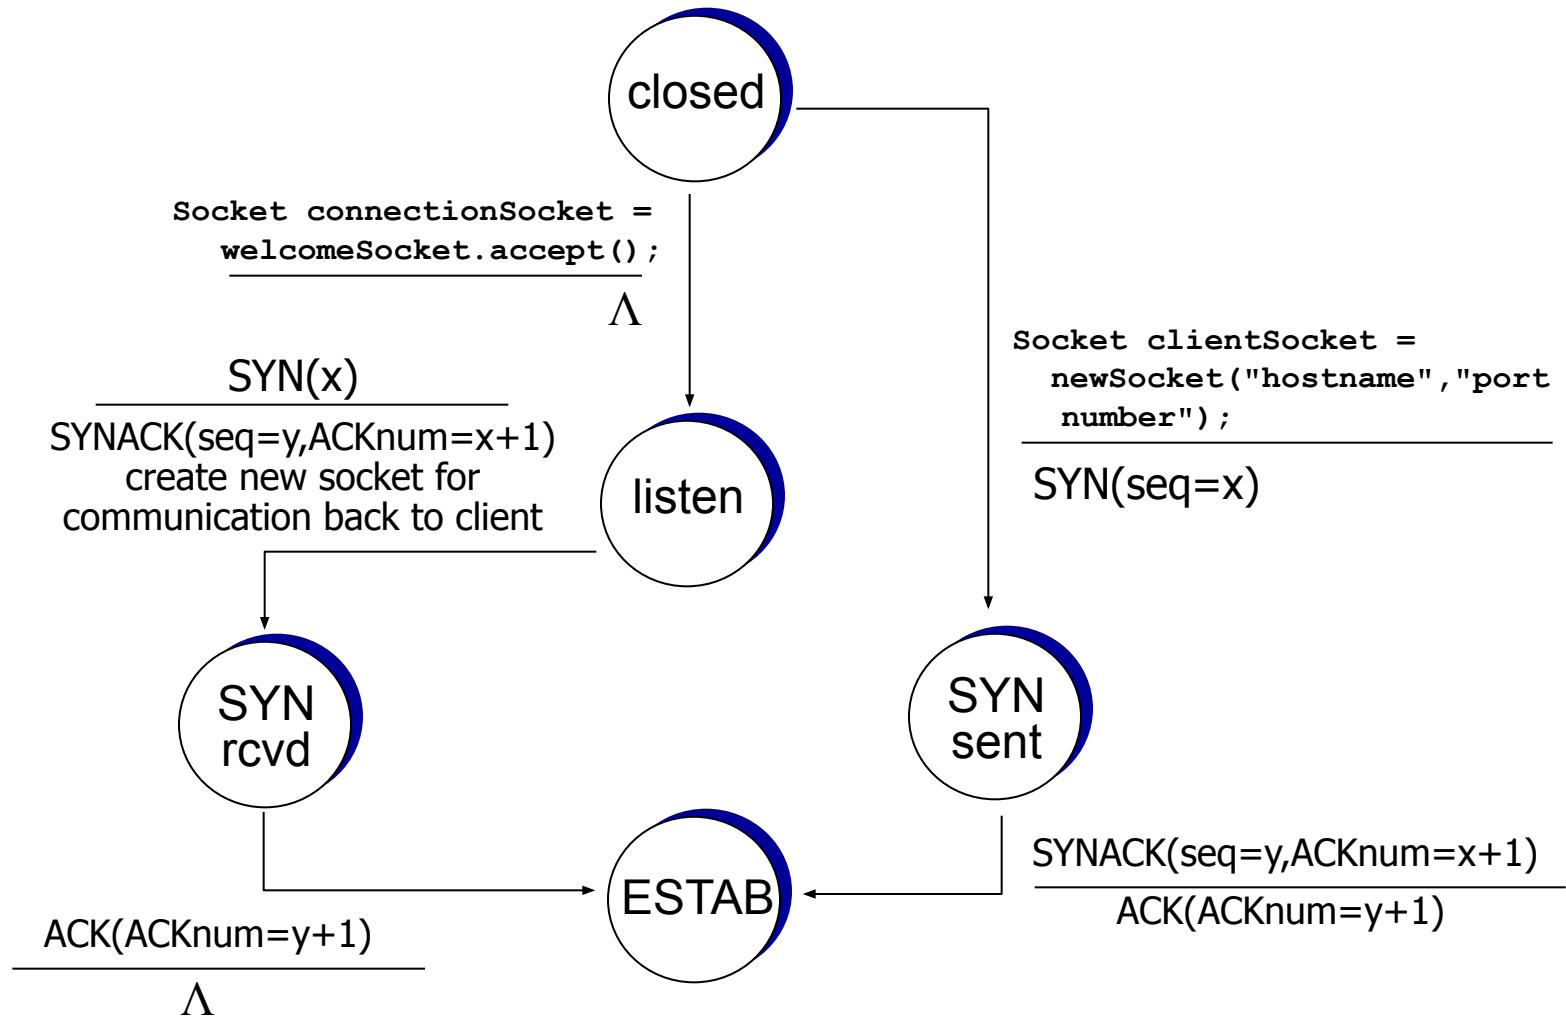 closed
Socket connectionSocket =
welcomeSocket.accept();
Λ
Socket clientSocket =
newSocket("hostname","port
number");
SYN(seq=x)
SYN(x)
SYNACK(seq=y,ACKnum=x+1)
create new socket for
communication back to client
listen
SYN
rcvd
SYN
sent
ESTAB
SYNACK(seq=y,ACKnum=x+1)
ACK(ACKnum=y+1)
ACK(ACKnum=y+1)
Λ